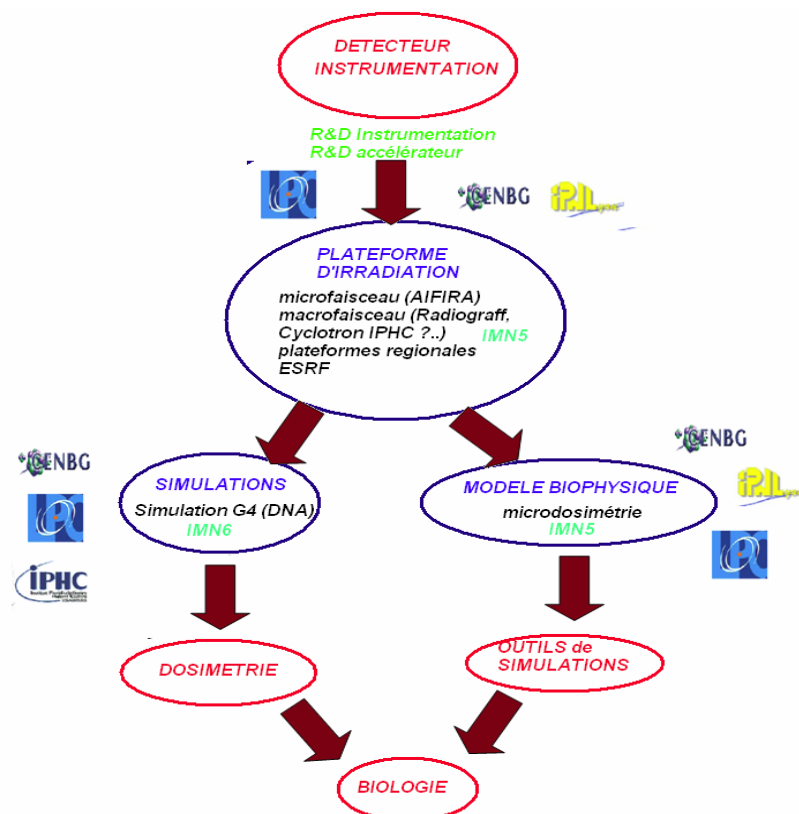 DETECTEUR
INSTRUMENTATION
R&D Instrumentation
R&D accélérateur
CENBG
PLATEFORME
D'IRRADIATION
microfaisceau (AIFIRA)
macrofaisceau (Radiograff,
Cyclotron IPHC ?..)
IMN5
plateformes regionales
ESRF
CENBG
CENBG
SIMULATIONS
Simulation G4 (DNA)
IMN6
MODELE BIOPHYSIQUE
microdosimétrie
IMN5
iPHC
DOSIMETRIE
OUTILS de
SIMULATIONS
BIOLOGIE